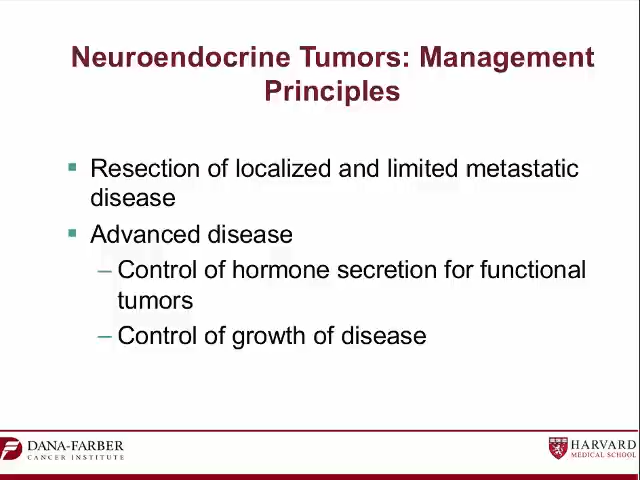 Neuroendocrine Tumors: Management
Principles
▪ Resection of localized and limited metastatic
disease
▪ Advanced disease
– Control of hormone secretion for functional
tumors
– Control of growth of disease
DANA-FARBER
CANCER INSTITUTE
HARVARD
MEDICAL SCHOOL